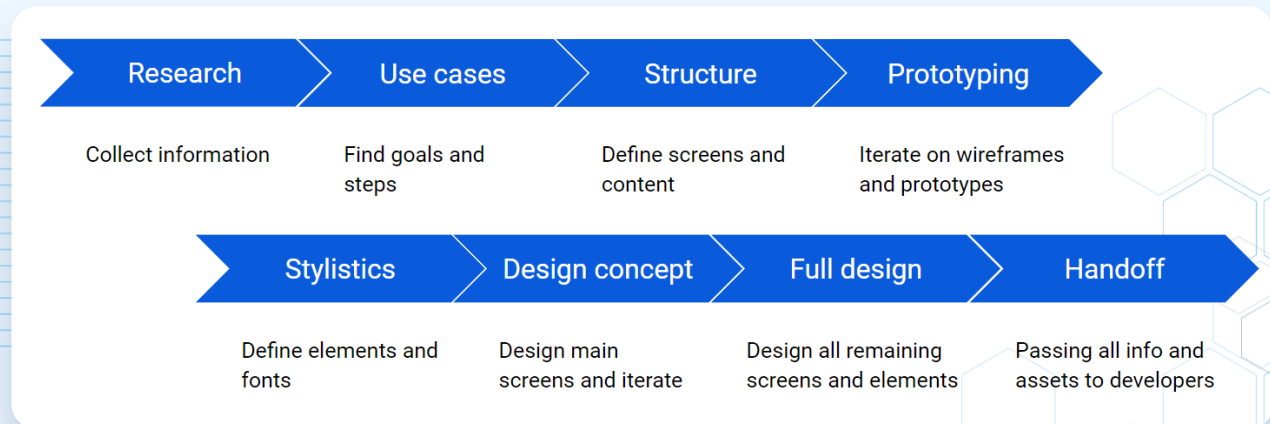 Research
Use cases
Structure
Prototyping
Collect information
Find goals and
steps
Define screens and
content
Iterate on wireframes
and prototypes
Stylistics
Design concept
Full design
Handoff
Define elements and
fonts
Design main
screens and iterate
Design all remaining
screens and elements
Passing all info and
assets to developers